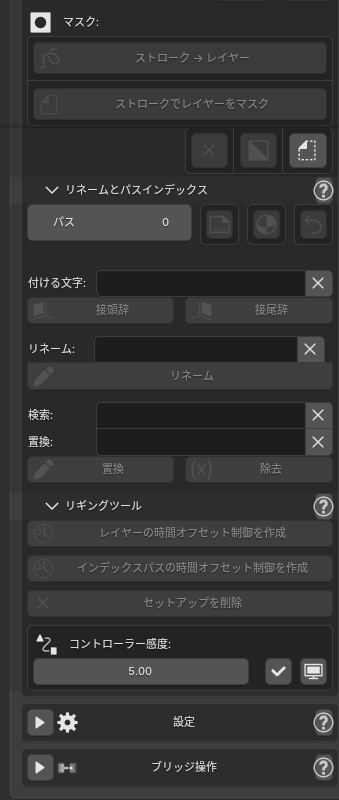 マスク:
ストローク → レイヤー
ストロークでレイヤーをマスク
リネームとパスインデックス
?
パス 0
付ける文字:
接頭辞 接尾辞
リネーム:
リネーム
検索:
置換:
置換 (x) 除去
リギングツール
?
レイヤーの時間オフセット制御を作成
インデックスパスの時間オフセット制御を作成
セットアップを削除
コントローラー感度:
5.00
設定
?
ブリッジ操作
?